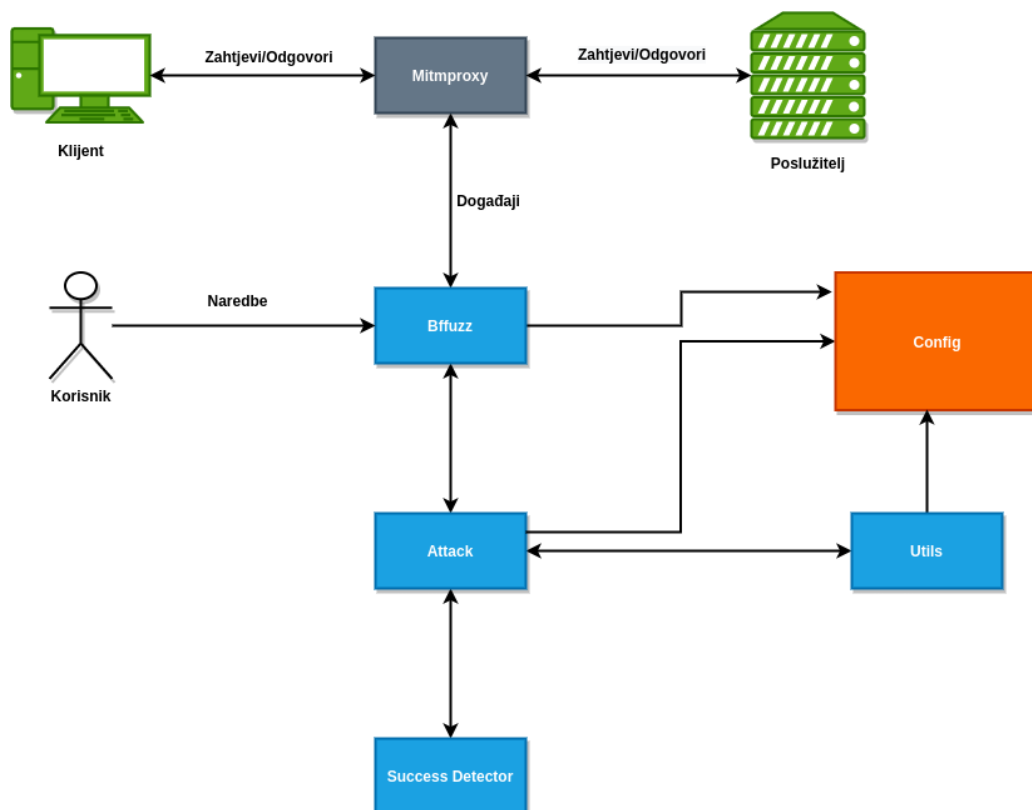 Zahtjevi/Odgovori
Mitmproxy
Zahtjevi/Odgovori
Klijent
Poslužitelj
Događaji
Naredbe
Bffuzz
Config
Korisnik
Attack
Utils
Success Detector